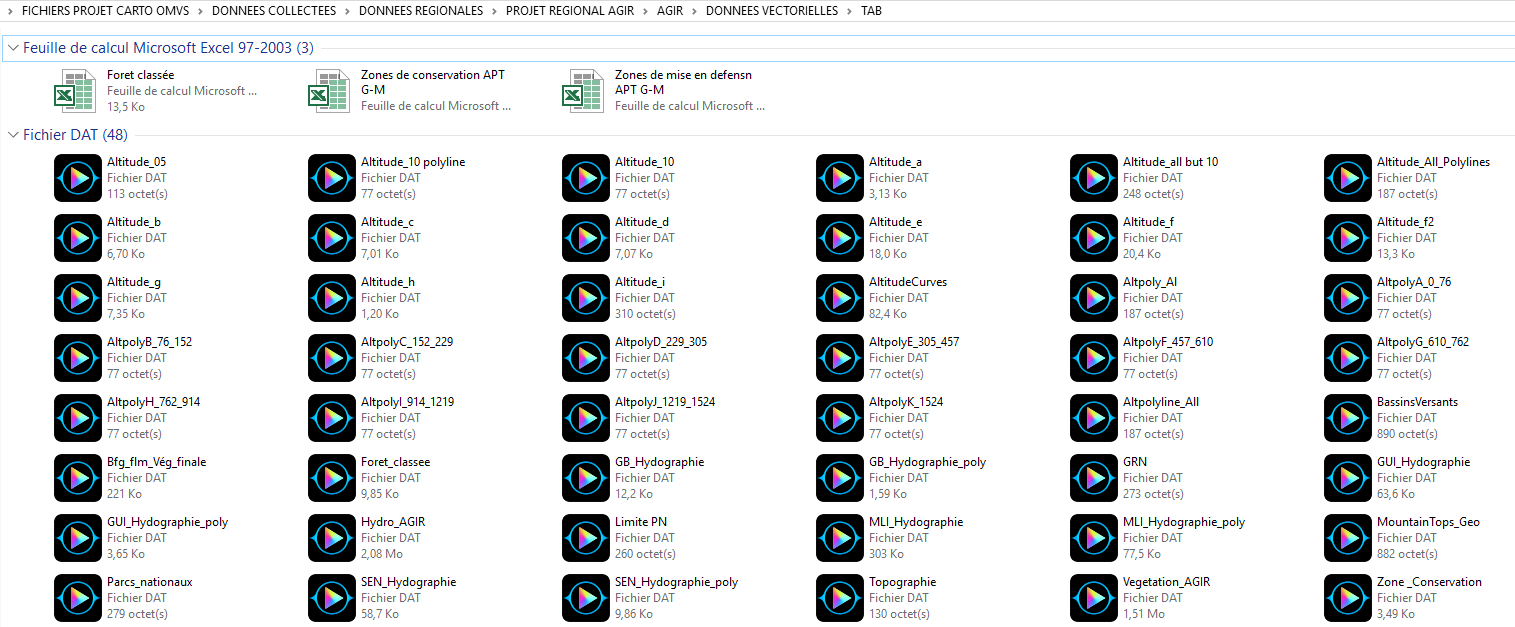 FICHIERS PROJET CARTO OMVS > DONNEES COLLECTEES > DONNEES REGIONALES > PROJET REGIONAL AGIR > AGIR > DONNEES VECTORIELLES > TAB
Feuille de calcul Microsoft Excel 97-2003 (3)
Foret classée
Feuille de calcul Microsoft ...
13,5 Ko
Zones de conservation APT
G-M
Feuille de calcul Microsoft ...
Zones de mise en defensn
APT G-M
Feuille de calcul Microsoft ...
Fichier DAT (48)
Altitude_05
Fichier DAT
113 octet(s)
Altitude_10 polyline
Fichier DAT
77 octet(s)
Altitude_10
Fichier DAT
77 octet(s)
Altitude_a
Fichier DAT
3,13 Ko
Altitude_all but 10
Fichier DAT
248 octet(s)
Altitude_All_Polylines
Fichier DAT
187 octet(s)
Altitude_b
Fichier DAT
6,70 Ko
Altitude_c
Fichier DAT
7,01 Ko
Altitude_d
Fichier DAT
7,07 Ko
Altitude_e
Fichier DAT
18,0 Ko
Altitude_f
Fichier DAT
20,4 Ko
Altitude_f2
Fichier DAT
13,3 Ko
Altitude_g
Fichier DAT
7,35 Ko
Altitude_h
Fichier DAT
1,20 Ko
Altitude_i
Fichier DAT
310 octet(s)
AltitudeCurves
Fichier DAT
82,4 Ko
Altpoly_Al
Fichier DAT
187 octet(s)
AltpolyA_0_76
Fichier DAT
77 octet(s)
AltpolyB_76_152
Fichier DAT
77 octet(s)
AltpolyC_152_229
Fichier DAT
77 octet(s)
AltpolyD_229_305
Fichier DAT
77 octet(s)
AltpolyE_305_457
Fichier DAT
77 octet(s)
AltpolyF_457_610
Fichier DAT
77 octet(s)
AltpolyG_610_762
Fichier DAT
77 octet(s)
AltpolyH_762_914
Fichier DAT
77 octet(s)
AltpolyI_914_1219
Fichier DAT
77 octet(s)
AltpolyJ_1219_1524
Fichier DAT
77 octet(s)
AltpolyK_1524
Fichier DAT
77 octet(s)
Altpolyline_All
Fichier DAT
187 octet(s)
BassinsVersants
Fichier DAT
890 octet(s)
Bfg_flm_Vég_finale
Fichier DAT
221 Ko
Foret_classee
Fichier DAT
9,85 Ko
GB_Hydographie
Fichier DAT
12,2 Ko
GB_Hydographie_poly
Fichier DAT
1,59 Ko
GRN
Fichier DAT
273 octet(s)
GUI_Hydographie
Fichier DAT
63,6 Ko
GUI_Hydographie_poly
Fichier DAT
3,65 Ko
Hydro_AGIR
Fichier DAT
2,08 Mo
Limite PN
Fichier DAT
260 octet(s)
MLI_Hydographie
Fichier DAT
303 Ko
MLI_Hydographie_poly
Fichier DAT
77,5 Ko
MountainTops_Geo
Fichier DAT
882 octet(s)
Parcs_nationaux
Fichier DAT
279 octet(s)
SEN_Hydographie
Fichier DAT
58,7 Ko
SEN_Hydographie_poly
Fichier DAT
9,86 Ko
Topographie
Fichier DAT
130 octet(s)
Vegetation_AGIR
Fichier DAT
1,51 Mo
Zone _Conservation
Fichier DAT
3,49 Ko